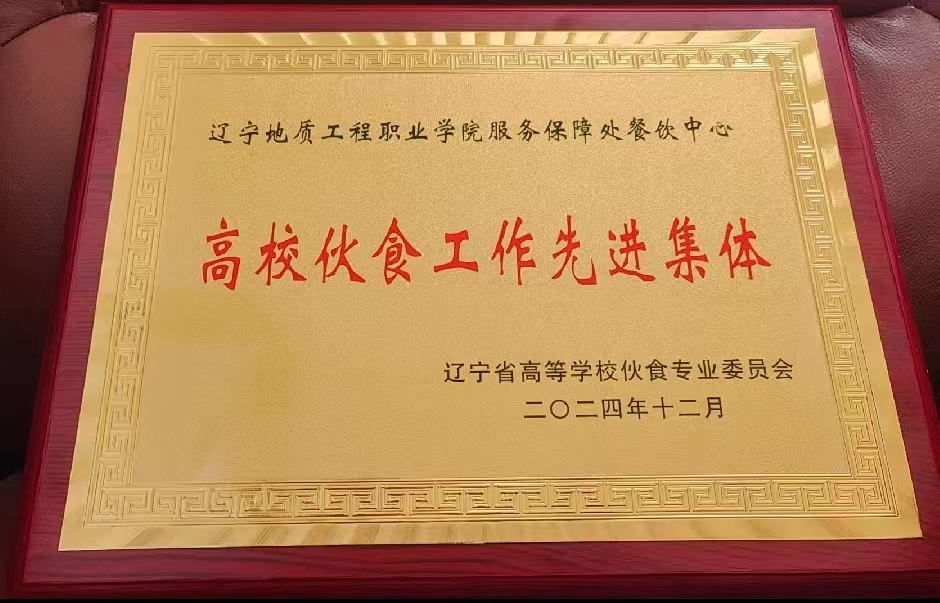 辽宁地质工程职业学院服务保障处餐饮中心
高校伙食工作先进集体
辽宁省高等学校伙食专业委员会
二〇二四年十二月